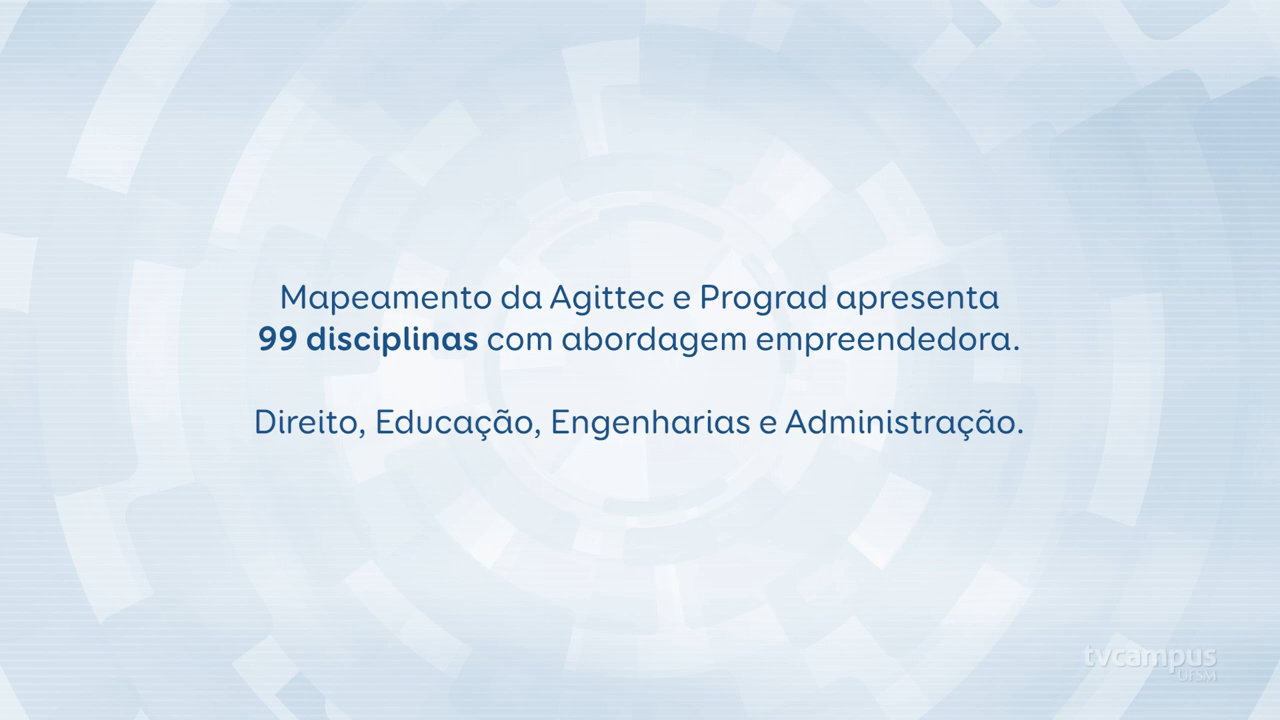 Mapeamento da Agittec e Prograd apresenta
99 disciplinas com abordagem empreendedora.
Direito, Educação, Engenharias e Administração.
tvcampus
UFSM